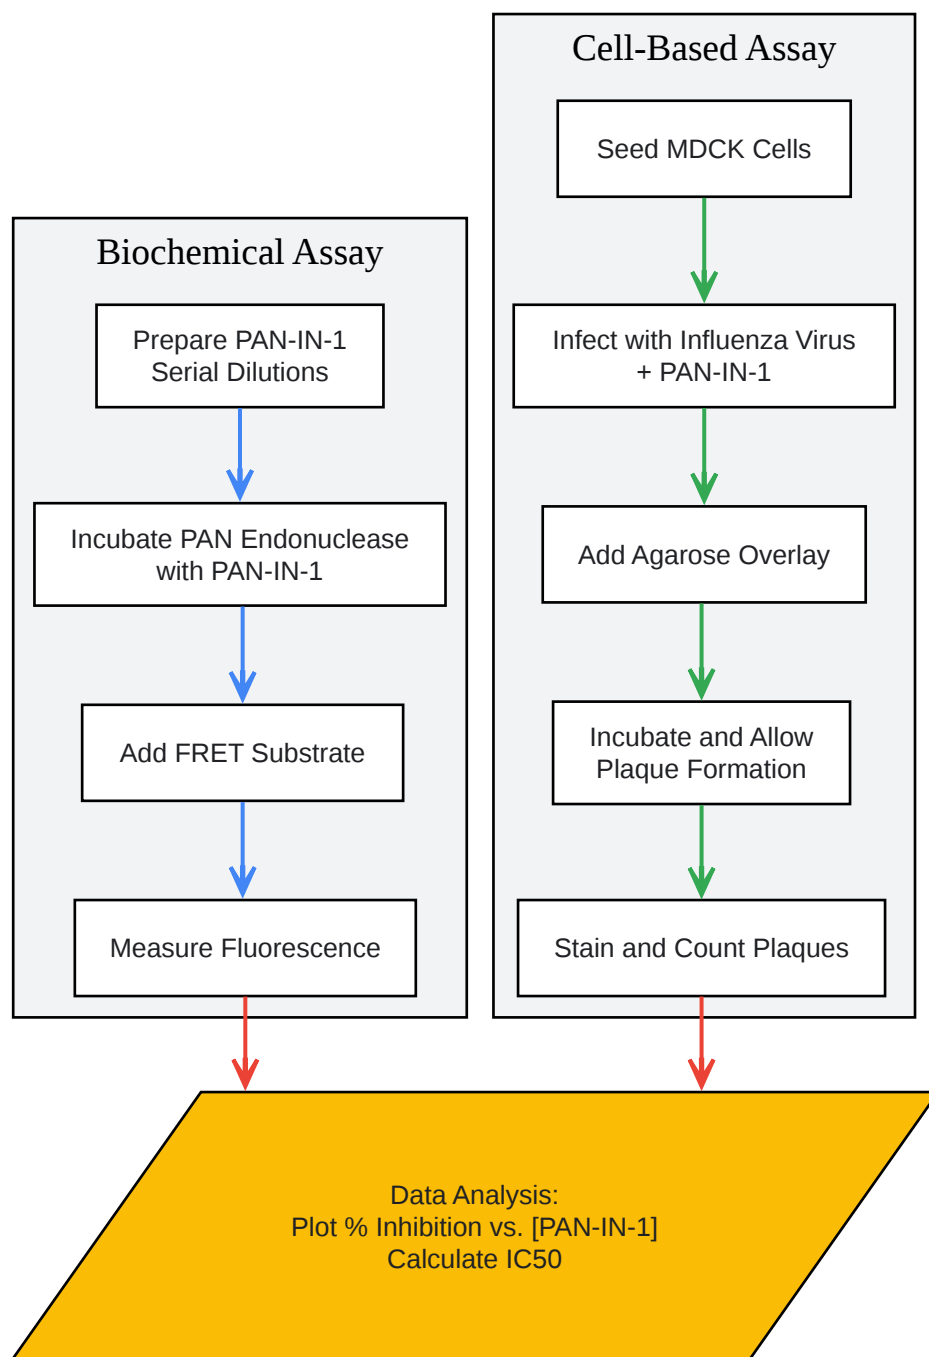 Biochemical Assay
Prepare PAN-IN-1
Serial Dilutions
Incubate PAN Endonuclease
with PAN-IN-1
Add FRET Substrate
Measure Fluorescence
Cell-Based Assay
Seed MDCK Cells
Infect with Influenza Virus
+ PAN-IN-1
Add Agarose Overlay
Incubate and Allow
Plaque Formation
Stain and Count Plaques
Data Analysis:
Plot % Inhibition vs. [PAN-IN-1]
Calculate IC50